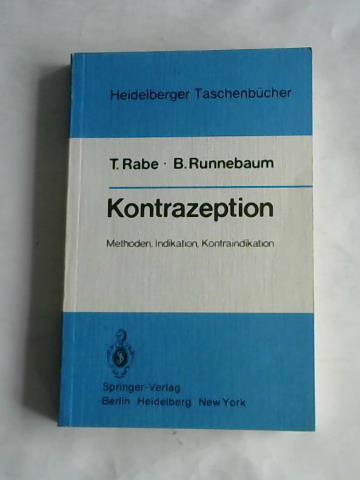 Heidelberger Taschenbücher
T. Rabe · B. Runnebaum
Kontrazeption
Methoden, Indikation, Kontraindikation
Springer-Verlag
Berlin Heidelberg New York